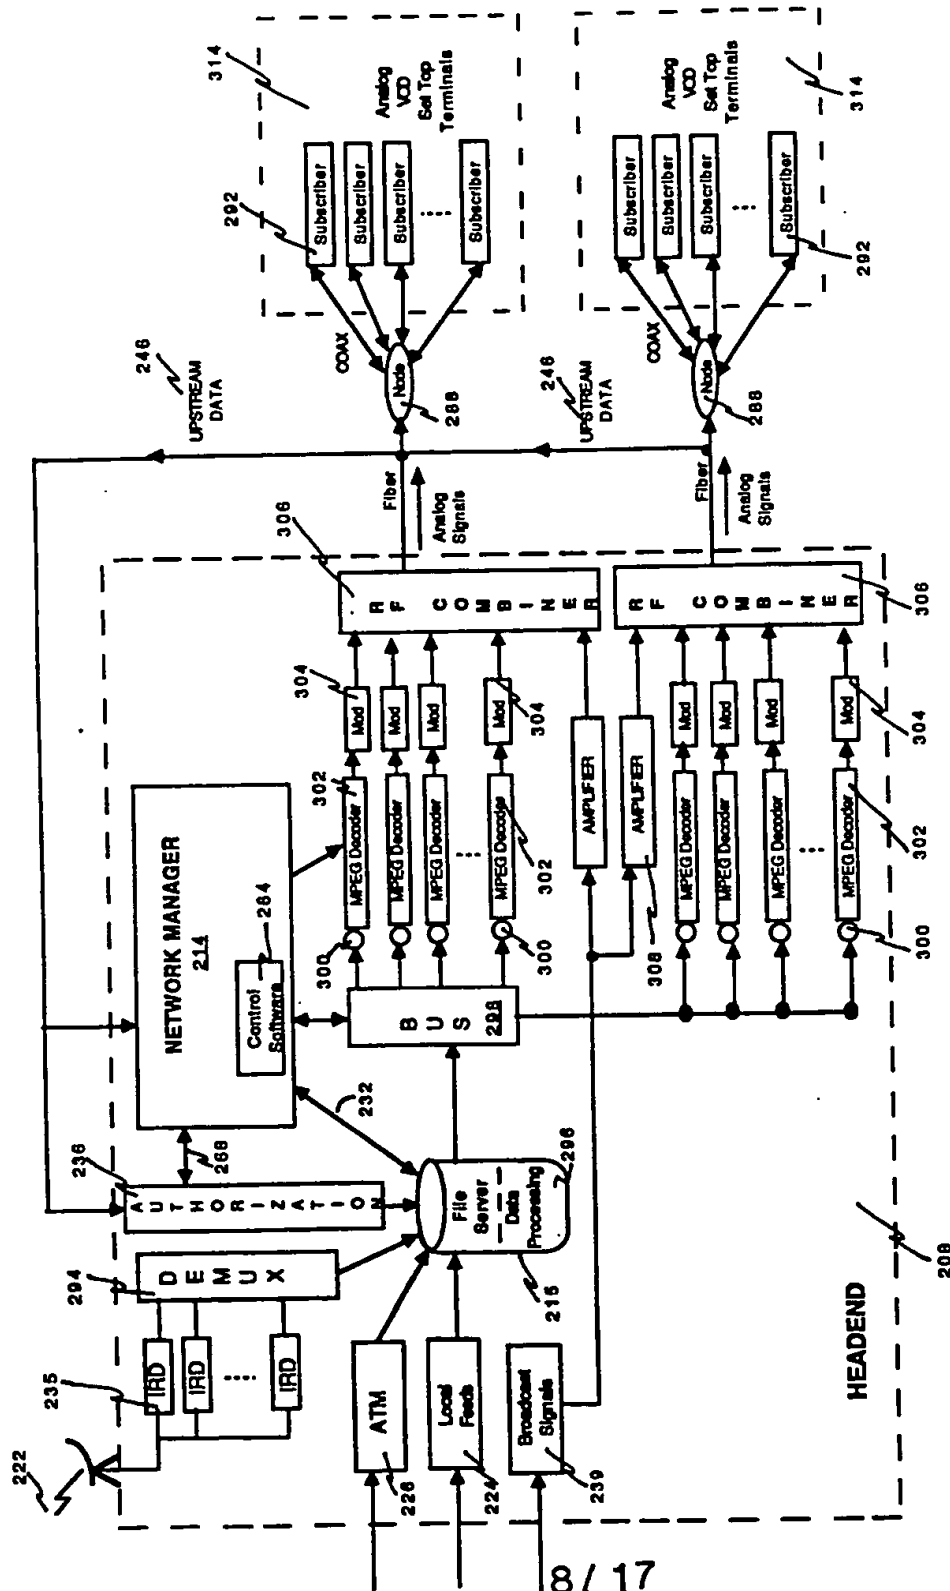 222
235
IRD
IRD
IRD
294
DEMUX
236
AUTHORIZATION
268
NETWORK MANAGER
214
Control
Software
264
232
226
ATM
224
Local
Feeds
239
Broadcast
Signals
File
Server
Data
Processing
215
296
BUS
298
300
300
302
MPEG Decoder
MPEG Decoder
MPEG Decoder
MPEG Decoder
302
304
Mod
Mod
Mod
Mod
304
AMPLIFIER
AMPLIFIER
308
MPEG Decoder
MPEG Decoder
MPEG Decoder
MPEG Decoder
300
302
Mod
Mod
Mod
Mod
304
306
RF COMBINER
RF COMBINER
306
Fiber
Analog
Signals
Fiber
Analog
Signals
UPSTREAM
DATA
246
UPSTREAM
DATA
246
Node
288
Node
288
COAX
COAX
292
Subscriber
Subscriber
Subscriber
Subscriber
Analog
VOD
Set Top
Terminals
314
Subscriber
Subscriber
Subscriber
Subscriber
292
Analog
VOD
Set Top
Terminals
314
HEADEND
208
8/17